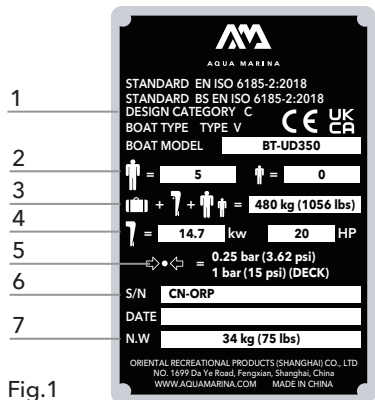 AQUA MARINA
1
STANDARD EN ISO 6185-2:2018
STANDARD BS EN ISO 6185-2:2018
DESIGN CATEGORY C
BOAT TYPE TYPE V
CE UK CA
BOAT MODEL BT-UD350
2
= 5 = 0
3
+ + = 480 kg (1056 lbs)
4
= 14.7 kw 20 HP
5
= 0.25 bar (3.62 psi)
1 bar (15 psi) (DECK)
6
S/N CN-ORP
DATE
7
N.W 34 kg (75 lbs)
ORIENTAL RECREATIONAL PRODUCTS (SHANGHAI) CO., LTD
NO. 1699 Da Ye Road, Fengxian, Shanghai, China
WWW.AQUAMARINA.COM MADE IN CHINA
Fig.1